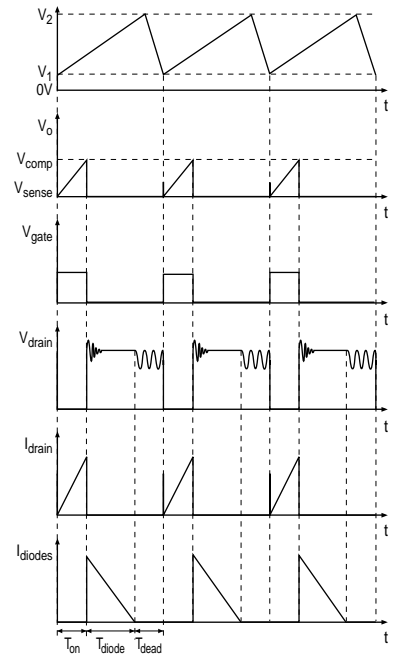 V2
V1
0V
t
Vo
Vcomp
Vsense
t
Vgate
t
Vdrain
t
Idrain
t
Idiodes
t
Ton Tdiode Tdead